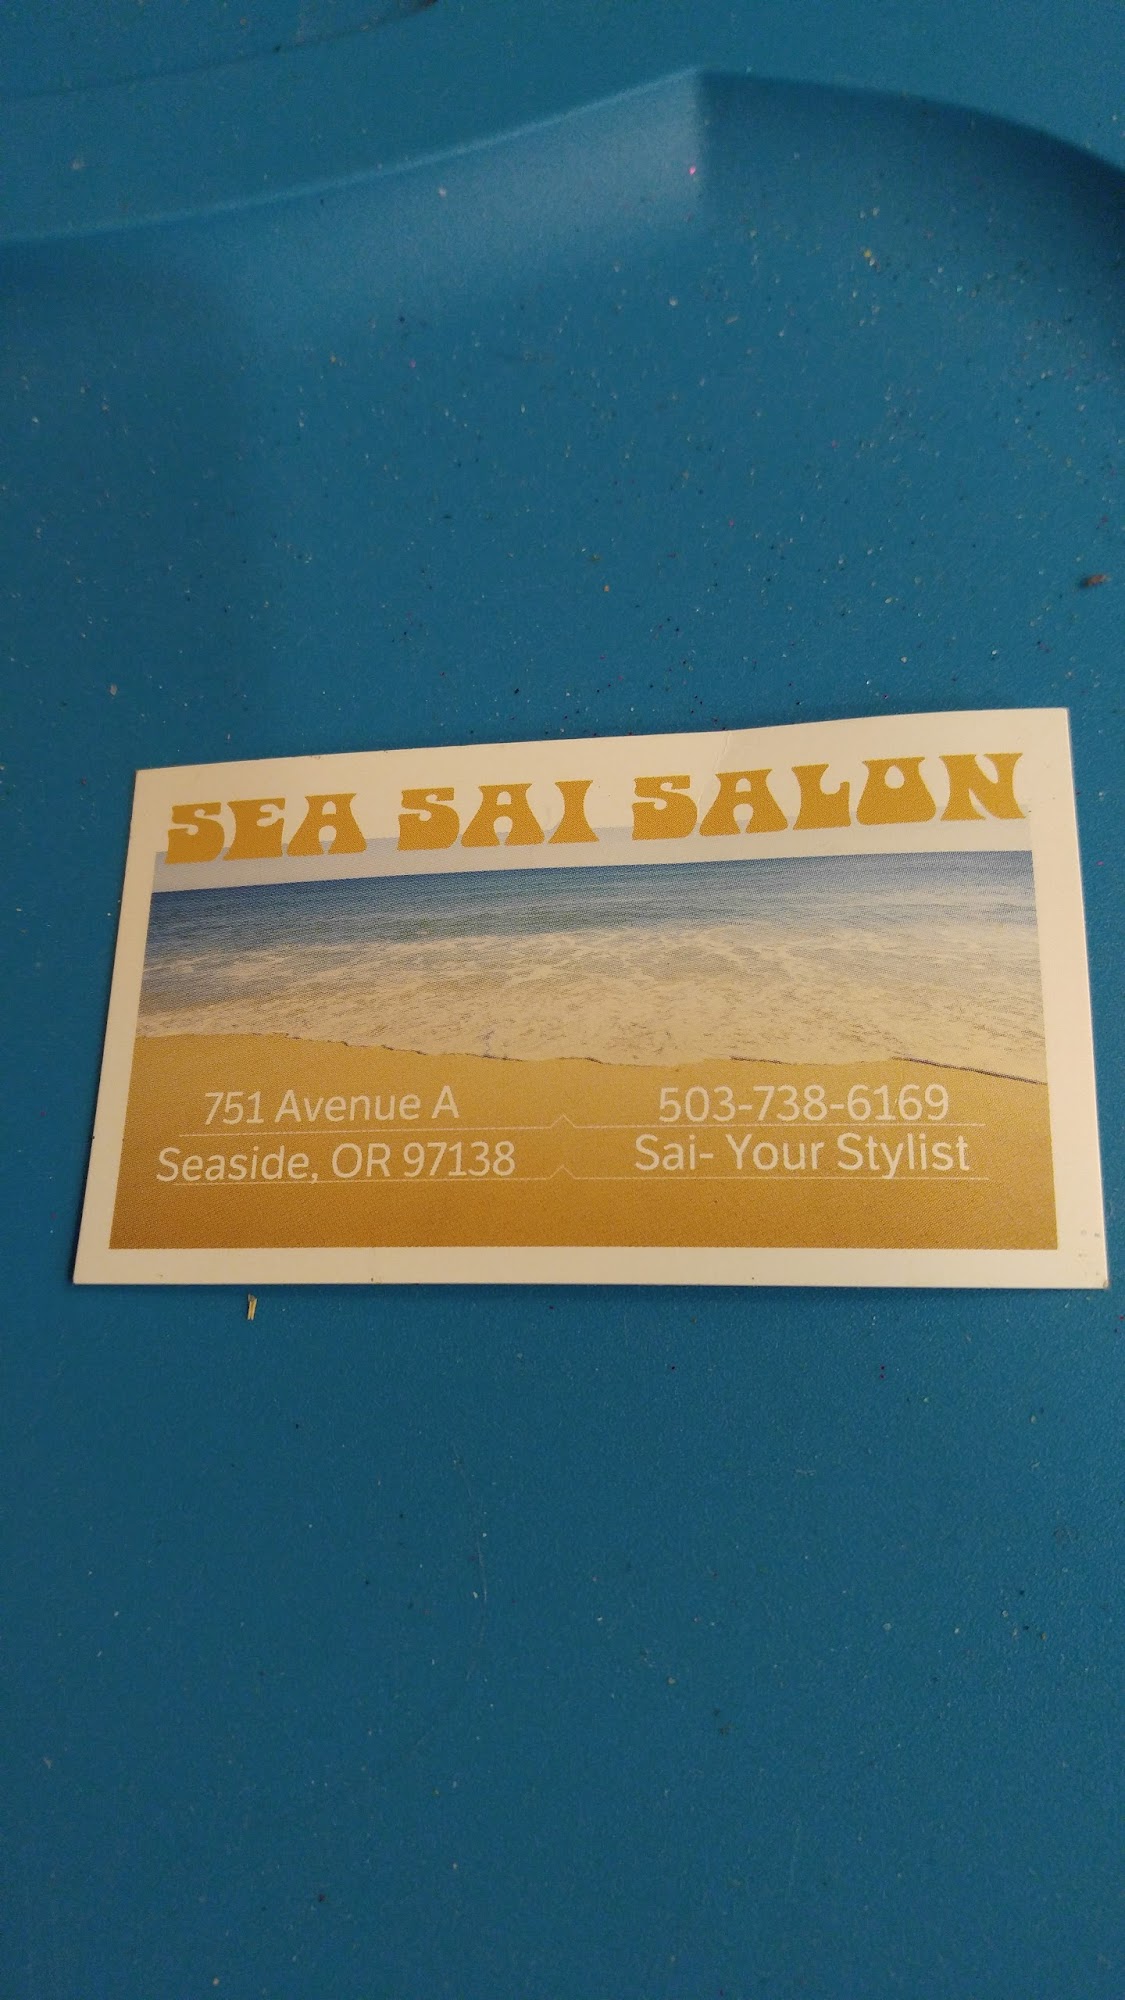 SEA SAI SALON
751 Avenue A
Seaside, OR 97138
503-738-6169
Sai- Your Stylist